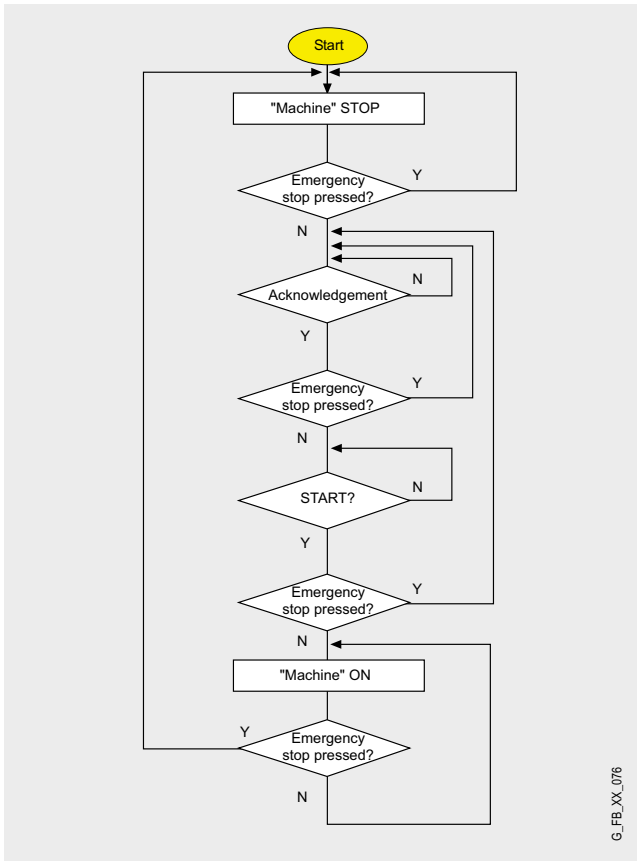 Start
"Machine" STOP
Emergency
stop pressed?
Y
N
Acknowledgement
N
Y
Emergency
stop pressed?
Y
N
START?
N
Y
Emergency
stop pressed?
Y
N
"Machine" ON
Y
Emergency
stop pressed?
N
G_FB_XX_076